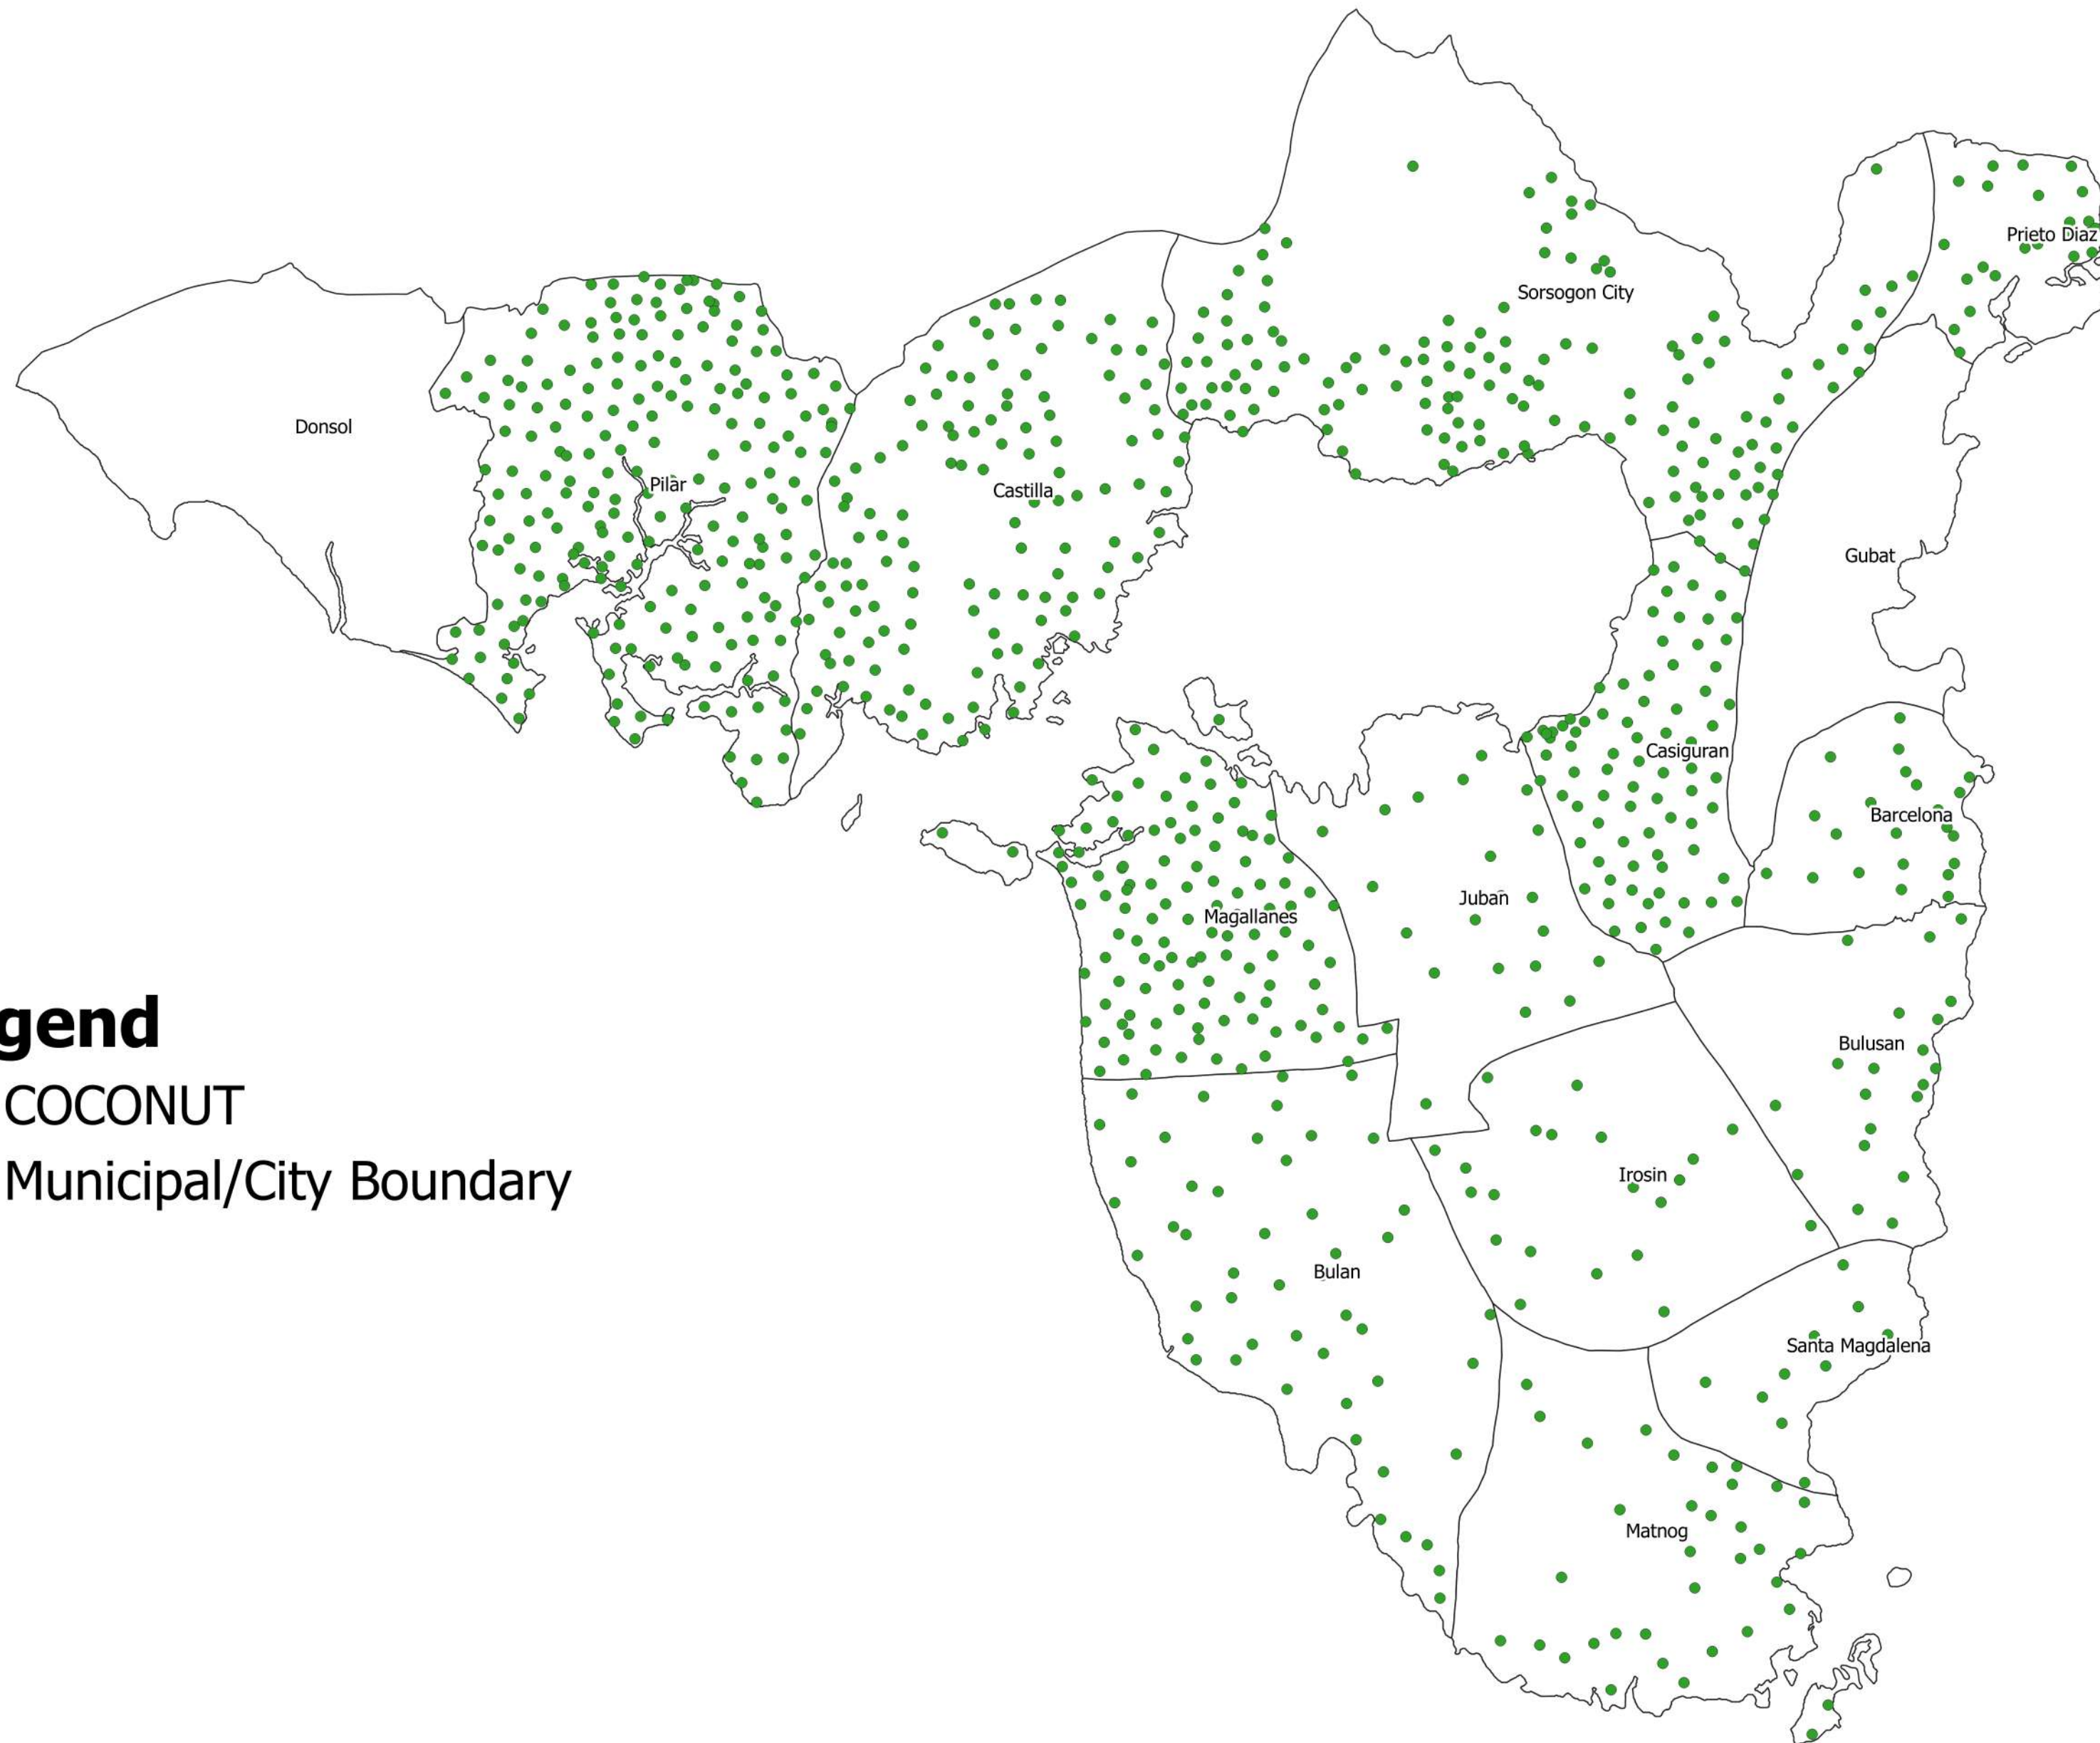 Prieto Diaz
Sorsogon City
Donsol
Pilar
Castilla
Gubat
Casiguran
Barcelona
Juban
Magallanes
gend
COCONUT
Bulusan
Municipal/City Boundary
Irosin
Bulan
Santa Magdalena
Matnog